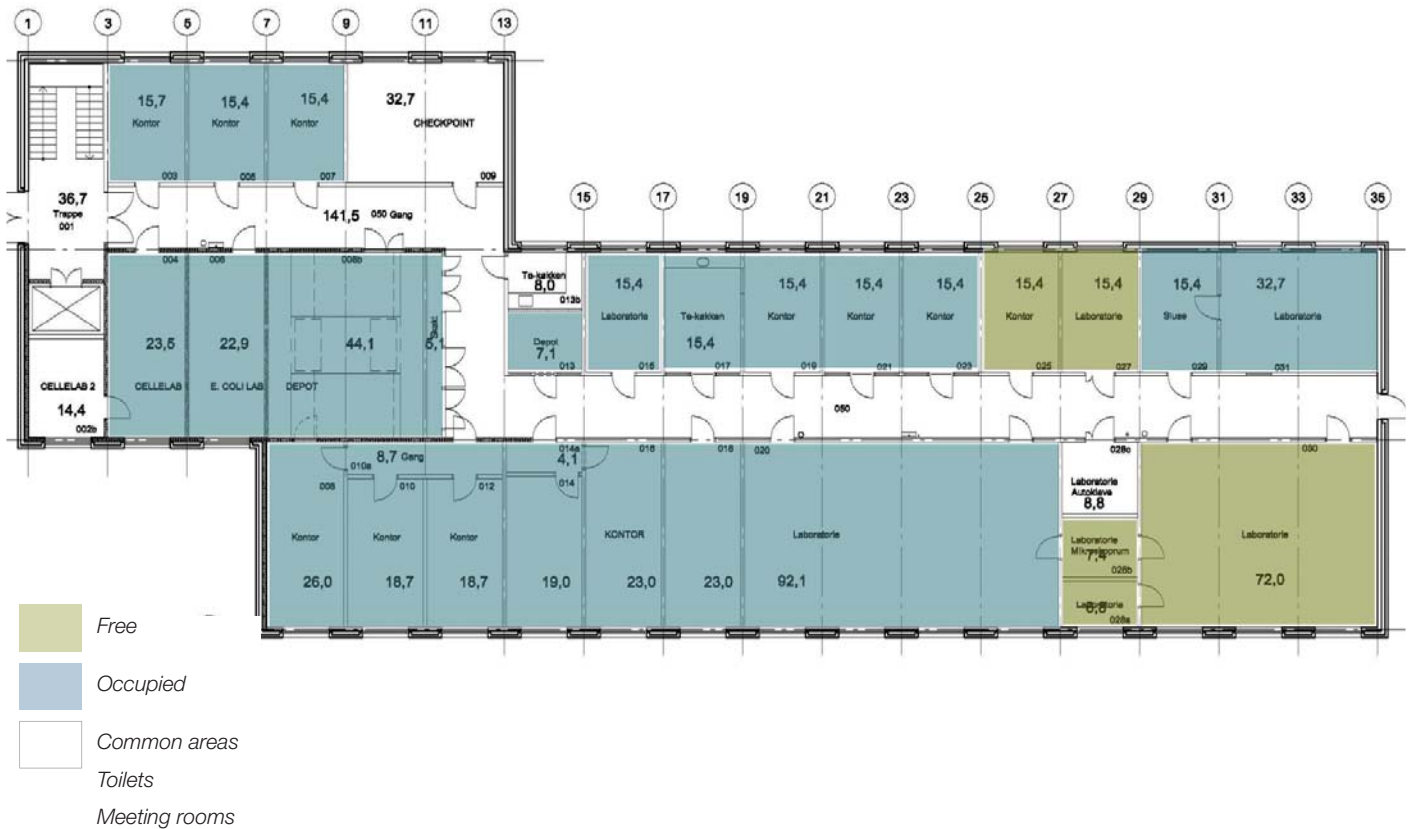 1 3 5 7 9 11 13
15,7 15,4 15,4 32,7
Kontor Kontor Kontor CHECKPOINT
003 005 007 009
36,7
Trappe
001
141,5 050 Gang
15 17 19 21 23 25 27 29 31 33 35
004 006 008b
Te-køkken
8,0
013b
15,4 15,4 15,4 15,4 15,4 15,4 15,4 32,7
Laboratorie Te-køkken Kontor Kontor Kontor Kontor Laboratorie Sluse Laboratorie
15,4
Depot
7,1
013 015 017 019 021 023 025 027 029 031
23,5 22,9 44,1 5,1
CELLELAB 2 CELLELAB E. COLI LAB DEPOT
14,4
002b
050
8,7 Gang
010a
4,1
014a 016 018 020 028c 030
008 010 012 014
Laboratorie
Autoklave
8,8
Kontor Kontor Kontor KONTOR Laboratorie Laboratorie
Laboratorie
7,4
028b
26,0 18,7 18,7 19,0 23,0 23,0 92,1 72,0
Laboratorie
6,8
028a
Free
Occupied
Common areas
Toilets
Meeting rooms